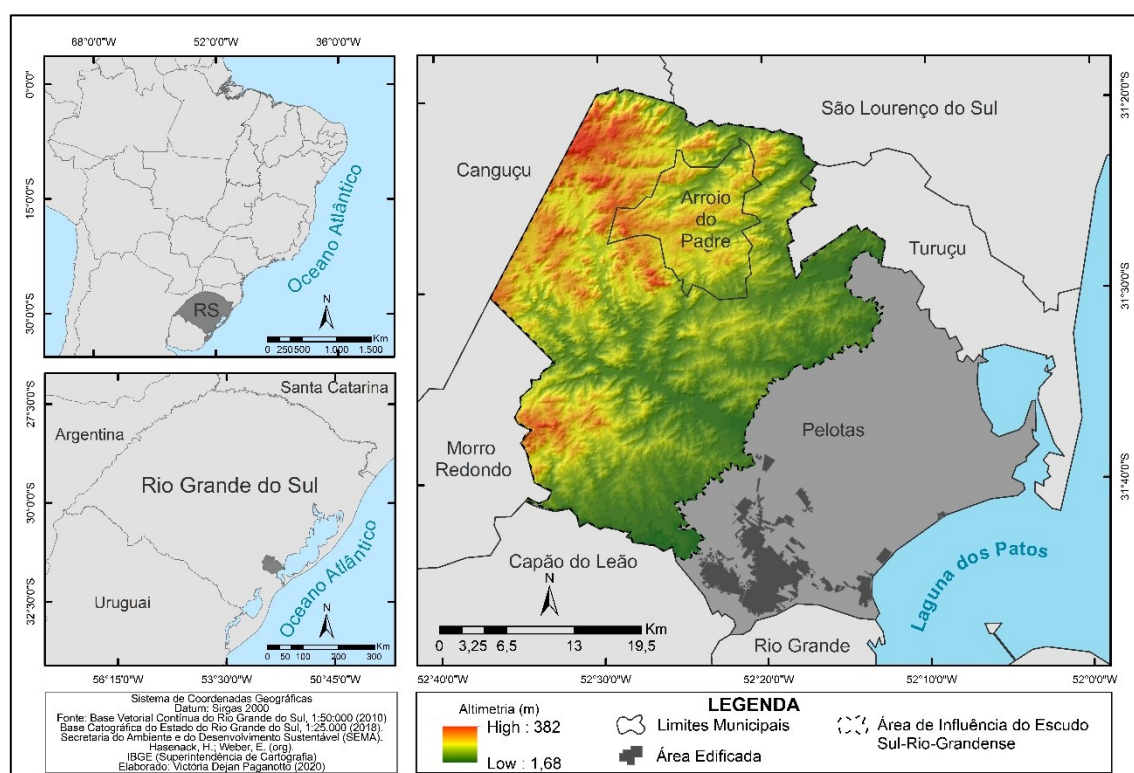 68°0'0"W 52°0'0"W 36°0'0"W
0°0'0"
15°0'0"S
30°0'0"S
RS
Oceano Atlântico
N
Km
0 250 500 1.000 1.500
27°30'0"S
30°0'0"S
32°30'0"S
Santa Catarina
Argentina
Rio Grande do Sul
Uruguai
Oceano Atlântico
N
Km
0 50 100 200 300
56°15'0"W 53°30'0"W 50°45'0"W
São Lourenço do Sul
Canguçu
Arroio
do
Padre
Turuçu
Pelotas
Morro
Redondo
Capão do Leão
Rio Grande
Laguna dos Patos
N
Km
0 3,25 6,5 13 19,5
31°20'0"S
31°30'0"S
31°40'0"S
52°40'0"W 52°30'0"W 52°20'0"W 52°10'0"W 52°0'0"W
Sistema de Coordenadas Geográficas
Datum: Sirgas 2000
Fonte: Base Vetorial Contínua do Rio Grande do Sul, 1:50:000 (2010)
Base Catográfica do Estado do Rio Grande do Sul, 1:25.000 (2018).
Secretaria do Ambiente e do Desenvolvimento Sustentável (SEMA).
Hasenack, H.; Weber, E. (org).
IBGE (Superintendência de Cartografia)
Elaborado: Victória Dejan Paganotto (2020)
LEGENDA
Altimetria (m)
High : 382
Low : 1,68
Limites Municipais
Área Edificada
Área de Influência do Escudo
Sul-Rio-Grandense